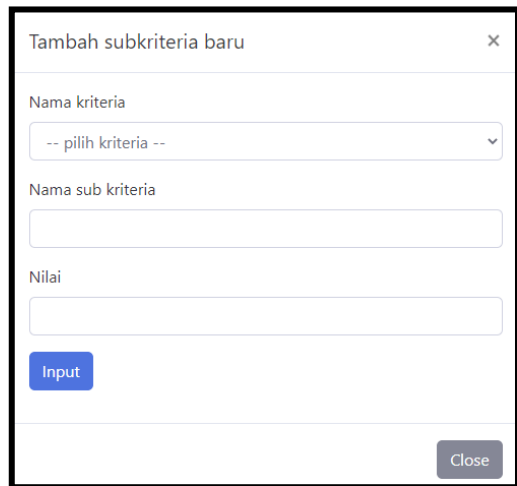 Tambah subkriteria baru ×
Nama kriteria
-- pilih kriteria --
Nama sub kriteria
Nilai
Input
Close